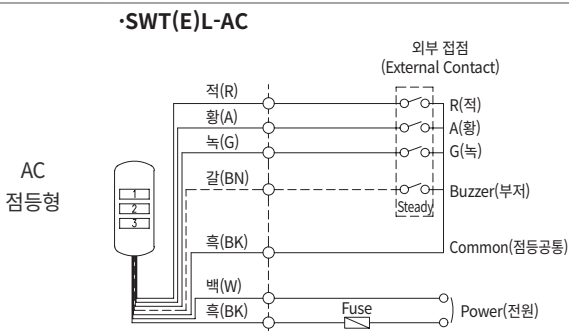 ·SWT(E)L-AC
외부 접점
(External Contact)
적(R)
R(적)
황(A)
A(황)
녹(G)
G(녹)
AC
점등형
1
2
3
갈(BN)
Buzzer(부저)
Steady
흑(BK)
Common(점등공통)
백(W)
흑(BK)
Fuse
Power(전원)